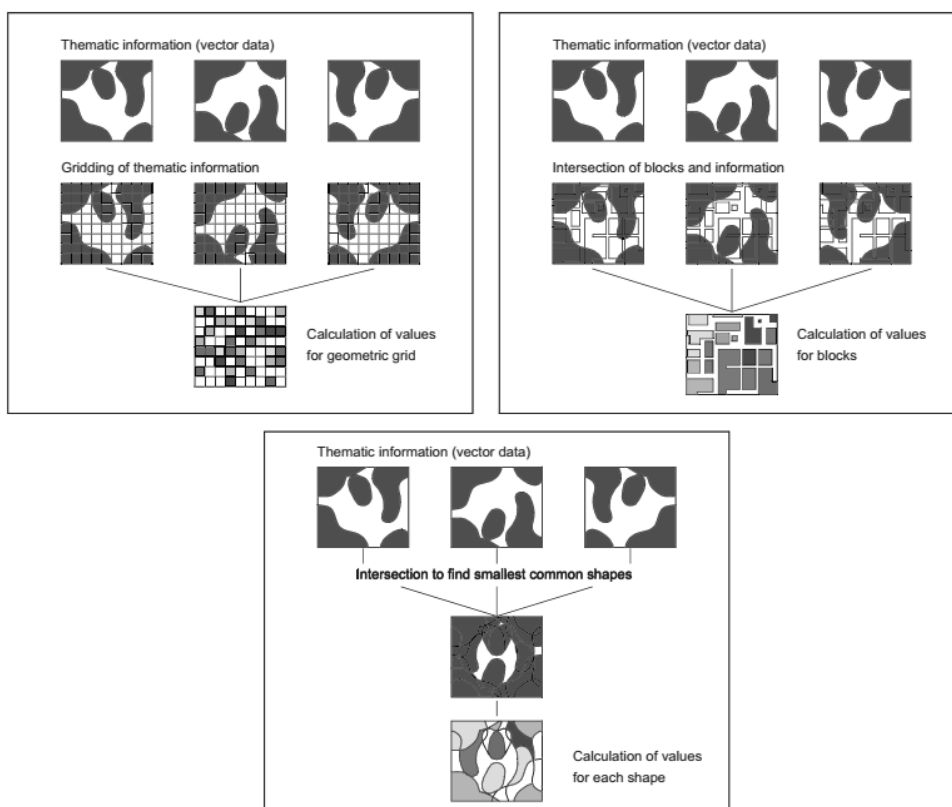 Thematic information (vector data)
Gridding of thematic information
Calculation of values
for geometric grid
Thematic information (vector data)
Intersection of blocks and information
Calculation of values
for blocks
Thematic information (vector data)
Intersection to find smallest common shapes
Calculation of values
for each shape